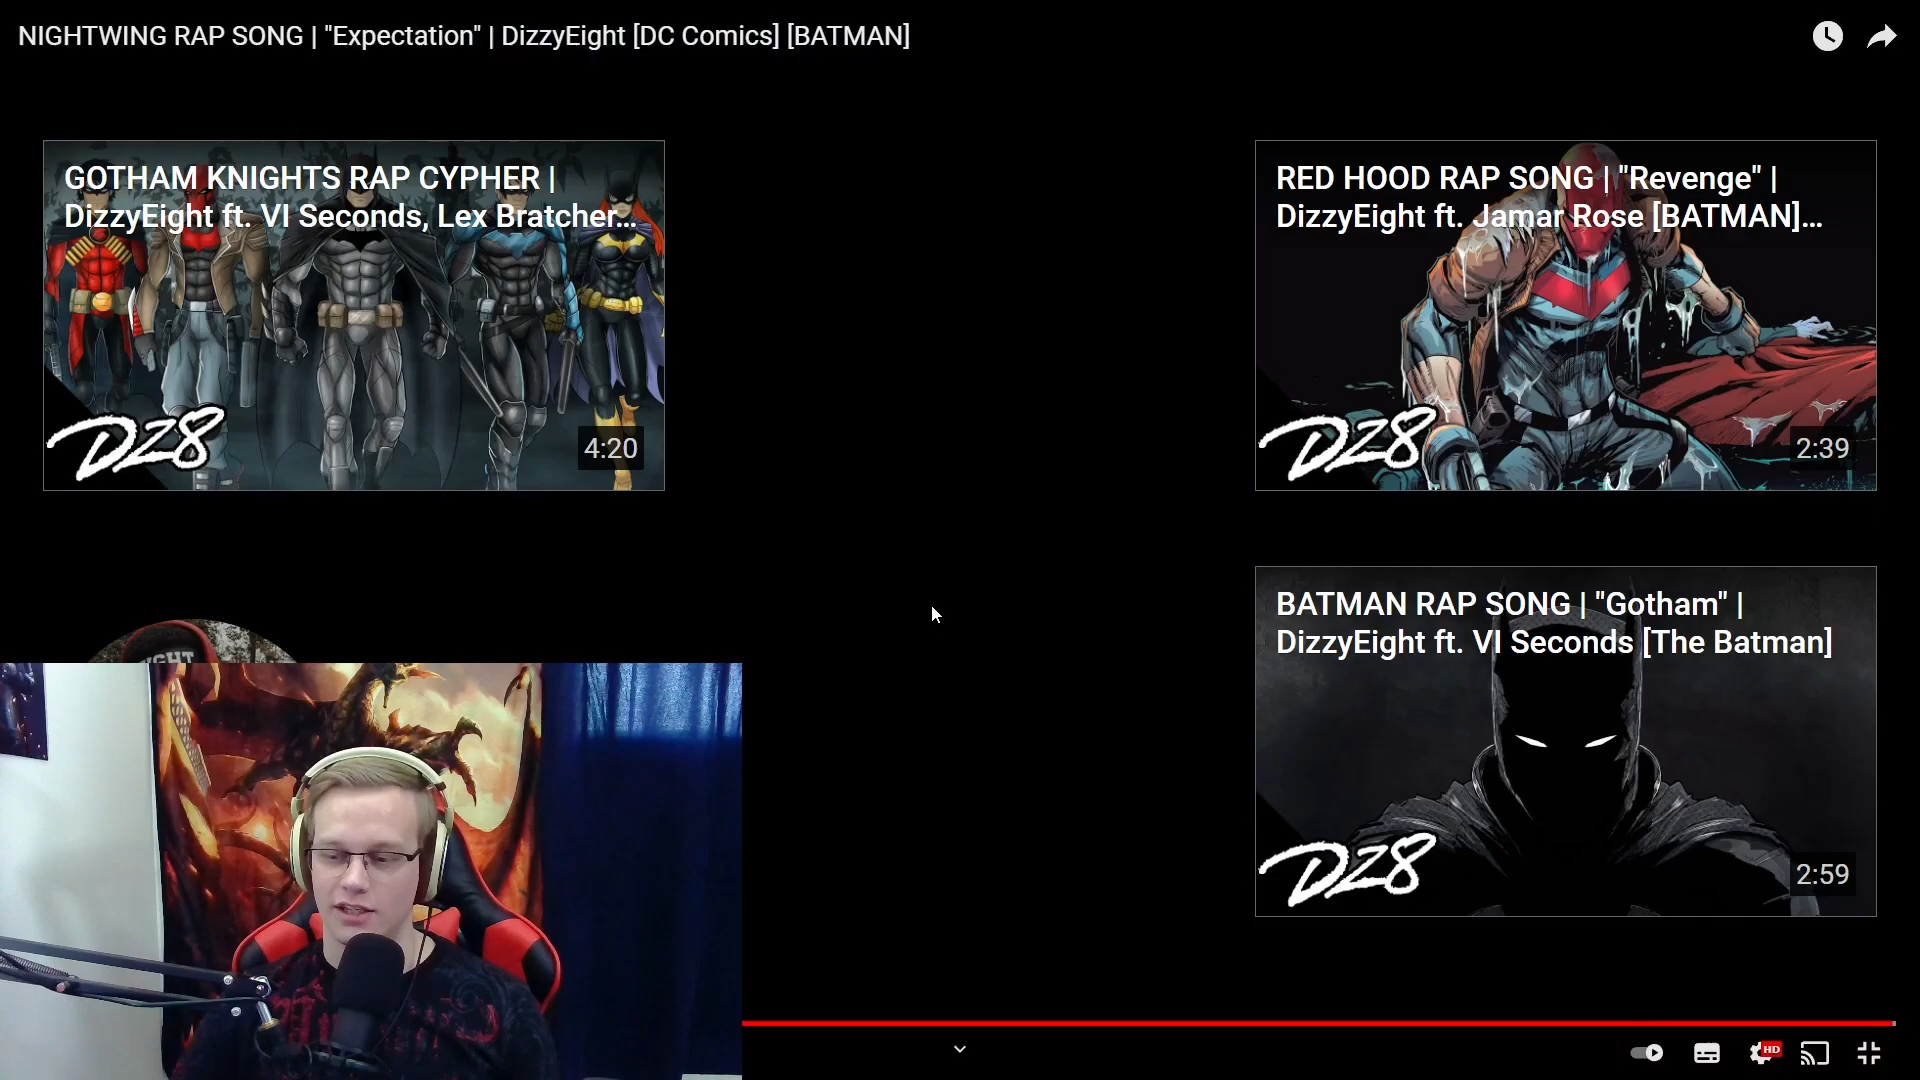 NIGHTWING RAP SONG | "Expectation" | DizzyEight [DC Comics] [BATMAN]
GOTHAM KNIGHTS RAP CYPHER |
DizzyEight ft. VI Seconds, Lex Bratcher...
DZ8
4:20
RED HOOD RAP SONG | "Revenge" |
DizzyEight ft. Jamar Rose [BATMAN]...
DZ8
2:39
BATMAN RAP SONG | "Gotham" |
DizzyEight ft. VI Seconds [The Batman]
DZ8
2:59
HD